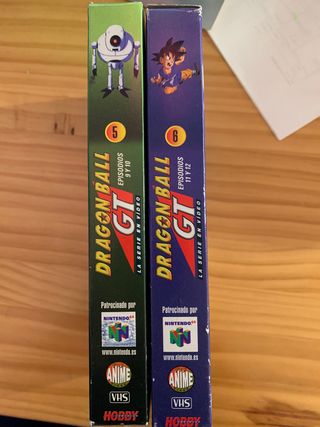 5
EPISODIOS
9 Y 10
DRAGON BALL
GT
LA SERIE EN VIDEO
Patrocinado por
NINTENDO 64
www.nintendo.es
ANIME
VHS
HOBBY
6
EPISODIOS
11 Y 12
DRAGON BALL
GT
LA SERIE EN VIDEO
Patrocinado por
NINTENDO 64
www.nintendo.es
ANIME
VHS
HOBBY